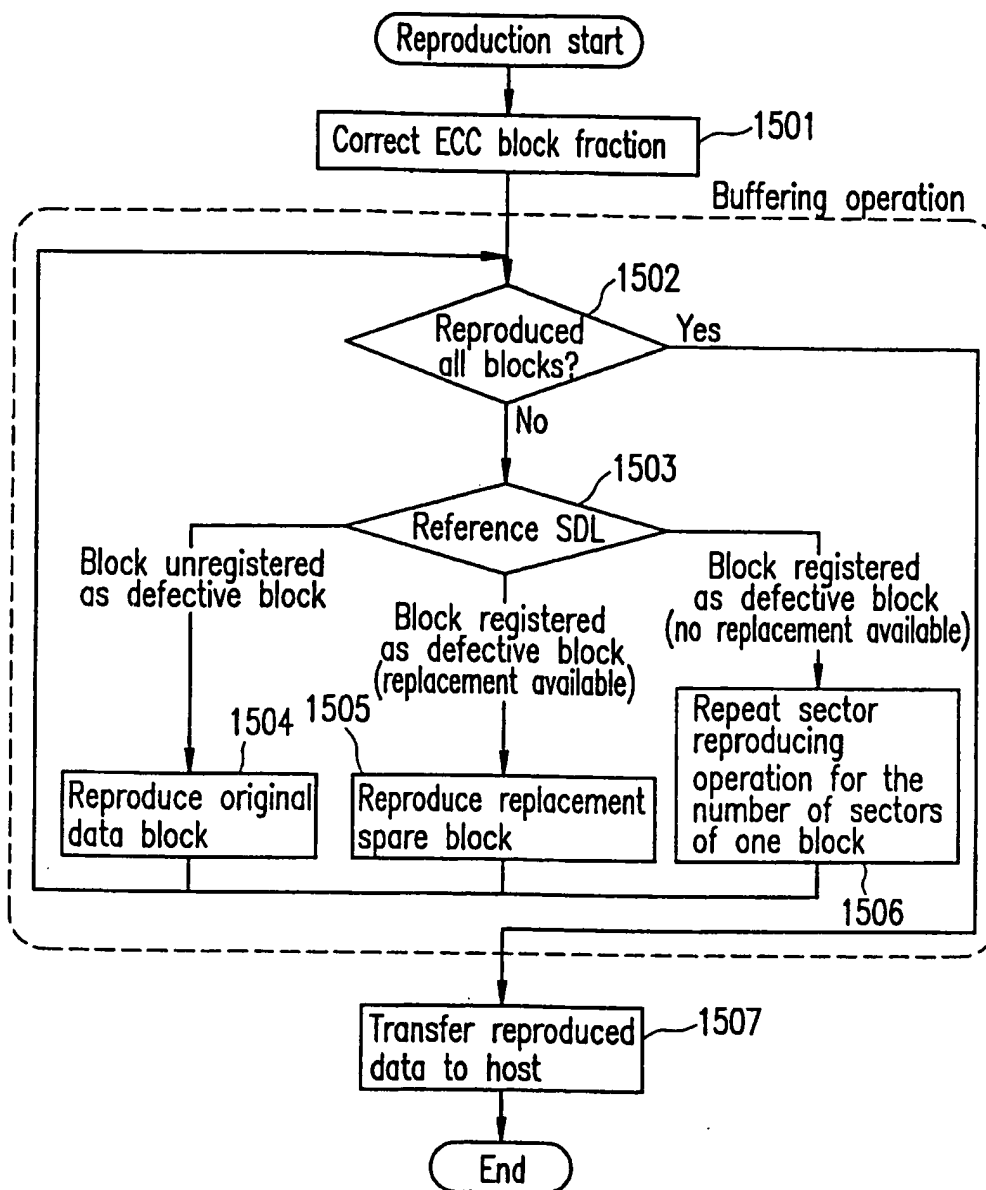 Reproduction start
Correct ECC block fraction
1501
Buffering operation
1502
Reproduced
all blocks?
Yes
No
1503
Reference SDL
Block unregistered
as defective block
Block registered
as defective block
(replacement available)
Block registered
as defective block
(no replacement available)
1504
Reproduce original
data block
1505
Reproduce replacement
spare block
Repeat sector
reproducing
operation for the
number of sectors
of one block
1506
Transfer reproduced
data to host
1507
End